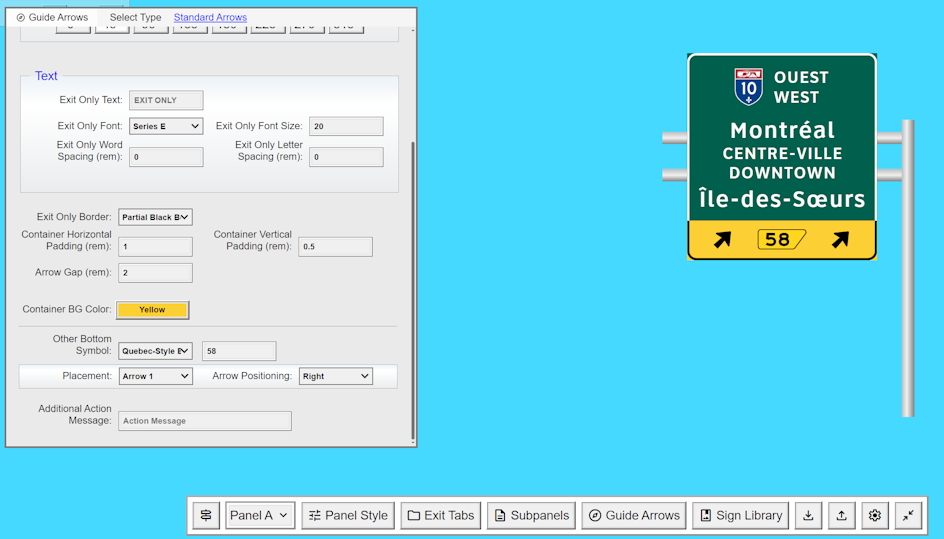 Guide Arrows Select Type Standard Arrows
Text
Exit Only Text: EXIT ONLY
Exit Only Font: Series E Exit Only Font Size: 20
Exit Only Word Spacing (rem): 0 Exit Only Letter Spacing (rem): 0
Exit Only Border: Partial Black B
Container Horizontal Padding (rem): 1 Container Vertical Padding (rem): 0.5
Arrow Gap (rem): 2
Container BG Color: Yellow
Other Bottom Symbol: Quebec-Style E 58
Placement: Arrow 1 Arrow Positioning: Right
Additional Action Message: Action Message
10
OUEST
WEST
Montréal
CENTRE-VILLE
DOWNTOWN
Île-des-Sœurs
58
Panel A Panel Style Exit Tabs Subpanels Guide Arrows Sign Library